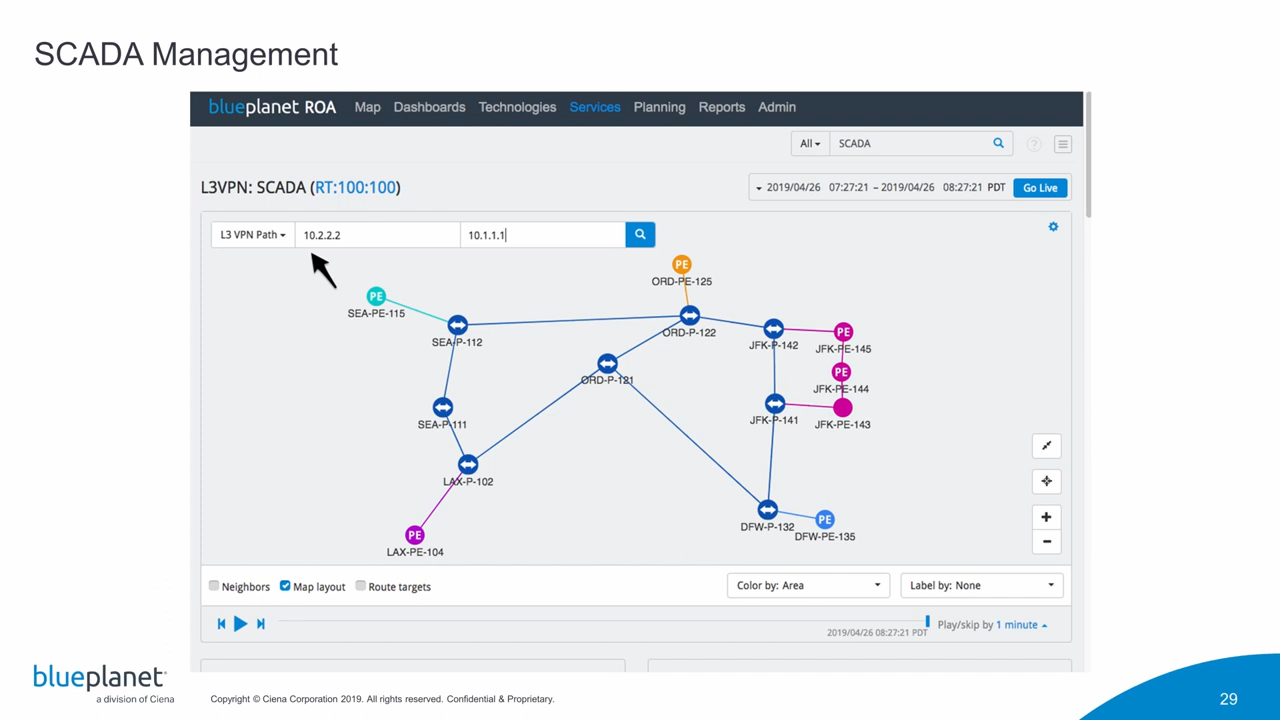 SCADA Management
blueplanet ROA Map Dashboards Technologies Services Planning Reports Admin
All SCADA ?
L3VPN: SCADA (RT:100:100)
2019/04/26 07:27:21 – 2019/04/26 08:27:21 PDT Go Live
L3 VPN Path 10.2.2.2 10.1.1.1
PE
ORD-PE-125
PE
SEA-PE-115
SEA-P-112
ORD-P-122
JFK-P-142
PE
JFK-PE-145
ORD-P-121
PE
JFK-PE-144
SEA-P-111
JFK-P-141
JFK-PE-143
LAX-P-102
PE
LAX-PE-104
DFW-P-132
PE
DFW-PE-135
Neighbors Map layout Route targets Color by: Area Label by: None
2019/04/26 08:27:21 PDT Play/skip by 1 minute
blueplanet
a division of Ciena
Copyright © Ciena Corporation 2019. All rights reserved. Confidential & Proprietary.
29